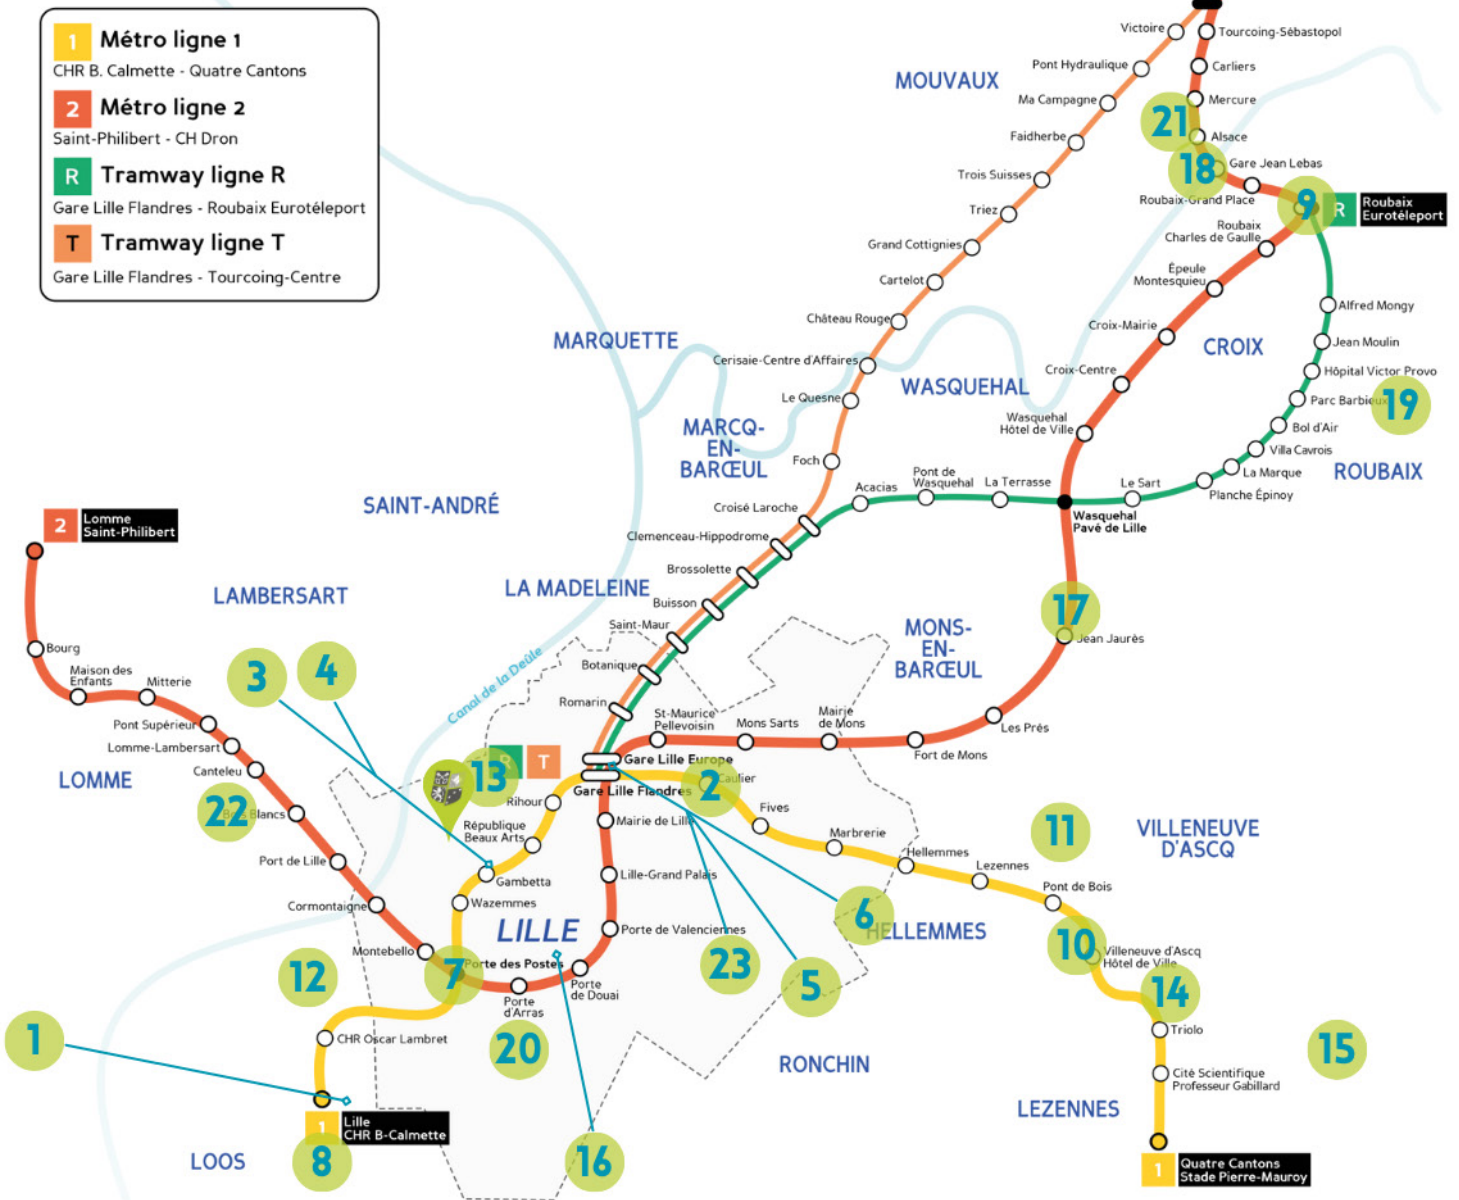 1 Métro ligne 1
CHR B. Calmette - Quatre Cantons
2 Métro ligne 2
Saint-Philibert - CH Dron
R Tramway ligne R
Gare Lille Flandres - Roubaix Eurotéleport
T Tramway ligne T
Gare Lille Flandres - Tourcoing-Centre
Victoire
Tourcoing-Sébastopol
Pont Hydraulique
Carliers
MOUVAUX
Ma Campagne
Mercure
21
Faidherbe
Alsace
18
Gare Jean Lebas
Trois Suisses
Roubaix-Grand Place
9
R
Roubaix
Eurotéleport
Triez
Roubaix
Charles de Gaulle
Grand Cottignies
Épeule
Montesquieu
Cartelot
Alfred Mongy
Château Rouge
Croix-Mairie
MARQUETTE
CROIX
Jean Moulin
Cerisaie-Centre d'Affaires
Croix-Centre
Hôpital Victor Provo
WASQUEHAL
Le Quesne
Parc Barbieux
19
Wasquehal
Hôtel de Ville
MARCQ-
EN-
BARŒUL
Bol d'Air
Villa Cavrois
Foch
La Marque
ROUBAIX
Acacias
Pont de
Wasquehal
La Terrasse
Le Sart
Planche Épinoy
SAINT-ANDRÉ
Croisé Laroche
Wasquehal
Pavé de Lille
2
Lomme
Saint-Philibert
Clemenceau-Hippodrome
Brossolette
LA MADELEINE
LAMBERSART
Buisson
17
Saint-Maur
Jean Jaurès
MONS-
EN-
BARŒUL
Bourg
Botanique
3
4
Canal de la Deûle
Maison des
Enfants
Mitterie
Romarin
Pont Supérieur
St-Maurice
Pellevoisin
Mons Sarts
Mairie
de Mons
Les Prés
Lomme-Lambersart
Fort de Mons
Gare Lille Europe
LOMME
Canteleu
13
R
T
Gare Lille Flandres
2
Caulier
22
Bois Blancs
Rihour
Fives
République
Beaux Arts
Mairie de Lille
Marbrerie
11
VILLENEUVE
D'ASCQ
Port de Lille
Hellemmes
Lezennes
Gambetta
Lille-Grand Palais
Pont de Bois
Cormontaigne
Wazemmes
6
LILLE
Porte de Valenciennes
HELLEMMES
10
Villeneuve d'Ascq
Hôtel de Ville
Montebello
7
Porte des Postes
23
5
12
Porte
de Douai
14
Porte
d'Arras
1
CHR Oscar Lambret
20
Triolo
15
RONCHIN
Cité Scientifique
Professeur Gabillard
LEZENNES
1
Lille
CHR B-Calmette
LOOS
8
16
1
Quatre Cantons
Stade Pierre-Mauroy